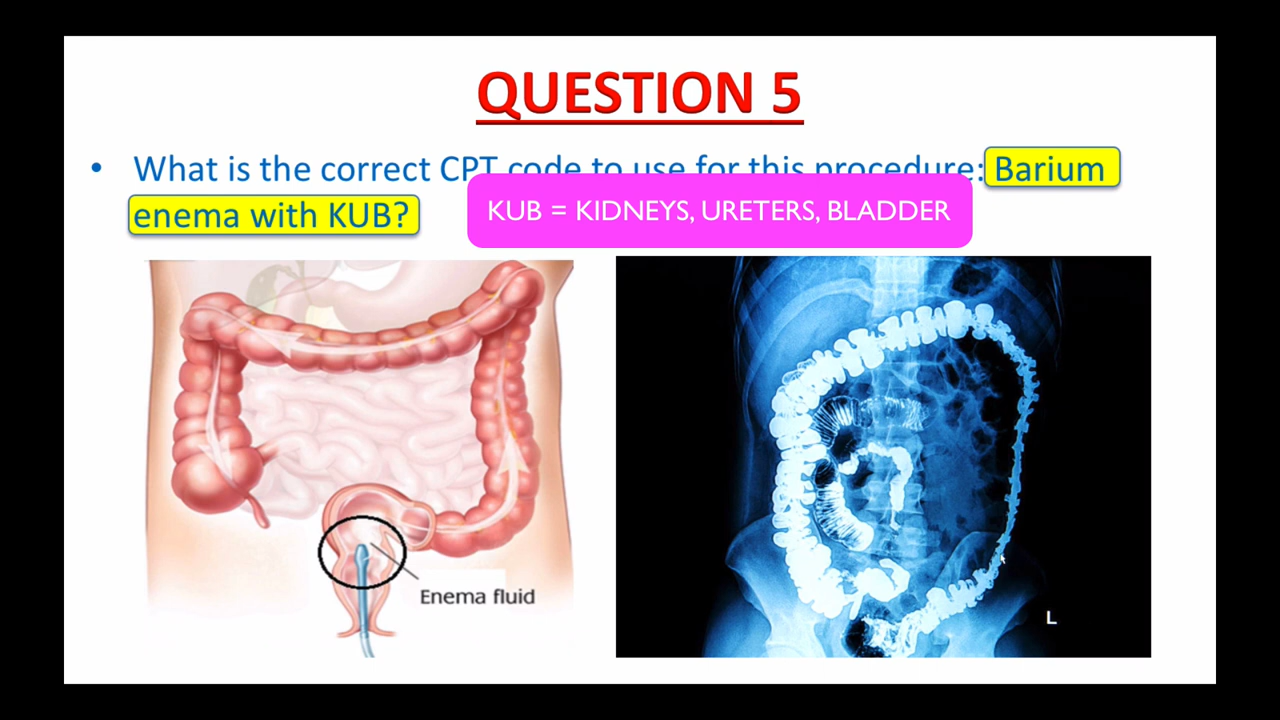 QUESTION 5
• What is the correct CPT code to use for this procedure: Barium
enema with KUB?
KUB = KIDNEYS, URETERS, BLADDER
Enema fluid
L